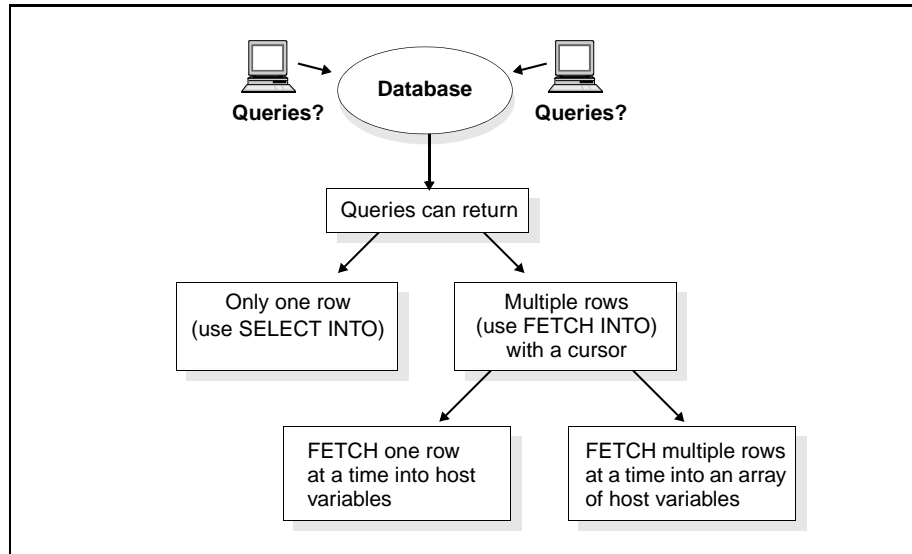 Database
Queries?
Queries?
Queries can return
Only one row
(use SELECT INTO)
Multiple rows
(use FETCH INTO)
with a cursor
FETCH one row
at a time into host
variables
FETCH multiple rows
at a time into an array
of host variables